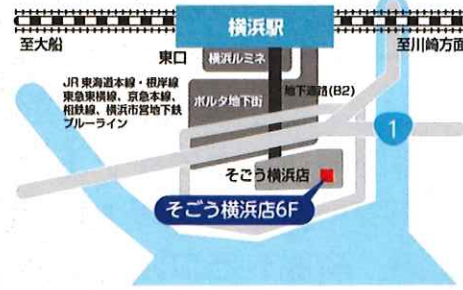 横浜駅
至大船
至川崎方面
東口
横浜ルミネ
JR 東海道本線・根岸線
東急東横線、京急本線、
相鉄線、横浜市営地下鉄
ブルーライン
ポルタ地下街
地下通路(B2)
1
そごう横浜店
そごう横浜店6F